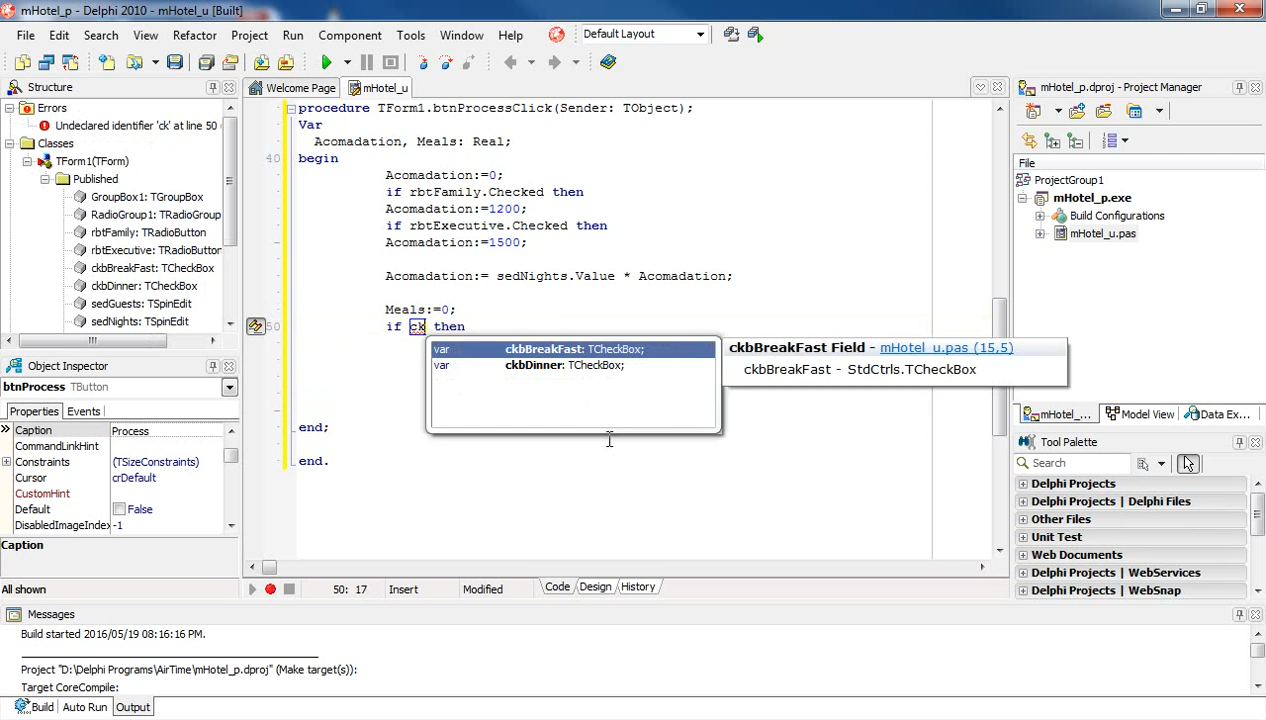 mHotel_p - Delphi 2010 - mHotel_u [Built]
File Edit Search View Refactor Project Run Component Tools Window Help Default Layout
Structure
Errors
Undeclared identifier 'ck' at line 50
Classes
TForm1(TForm)
Published
GroupBox1: TGroupBox
RadioGroup1: TRadioGroup
rbtFamily: TRadioButton
rbtExecutive: TRadioButton
ckbBreakFast: TCheckBox
ckbDinner: TCheckBox
sedGuests: TSpinEdit
sedNights: TSpinEdit
Object Inspector
btnProcess TButton
Properties Events
Caption Process
CommandLinkHint
Constraints (TSizeConstraints)
Cursor crDefault
CustomHint
Default False
DisabledImageIndex -1
Caption
All shown
Welcome Page mHotel_u
procedure TForm1.btnProcessClick(Sender: TObject);
Var
Acomadation, Meals: Real;
40 begin
Acomadation:=0;
if rbtFamily.Checked then
Acomadation:=1200;
if rbtExecutive.Checked then
Acomadation:=1500;
Acomadation:= sedNights.Value * Acomadation;
Meals:=0;
50 if ck then
var ckbBreakFast: TCheckBox;
var ckbDinner: TCheckBox;
ckbBreakFast Field - mHotel_u.pas (15,5)
ckbBreakFast - StdCtrls.TCheckBox
end;
end.
50: 17 Insert Modified Code Design History
mHotel_p.dproj - Project Manager
File
ProjectGroup1
mHotel_p.exe
Build Configurations
mHotel_u.pas
mHotel_... Model View Data Ex...
Tool Palette
Search
Delphi Projects
Delphi Projects | Delphi Files
Other Files
Unit Test
Web Documents
Delphi Projects | WebServices
Delphi Projects | WebSnap
Messages
Build started 2016/05/19 08:16:16 PM.
Project "D:\Delphi Programs\AirTime\mHotel_p.dproj" (Make target(s)):
Target CoreCompile:
Build Auto Run Output